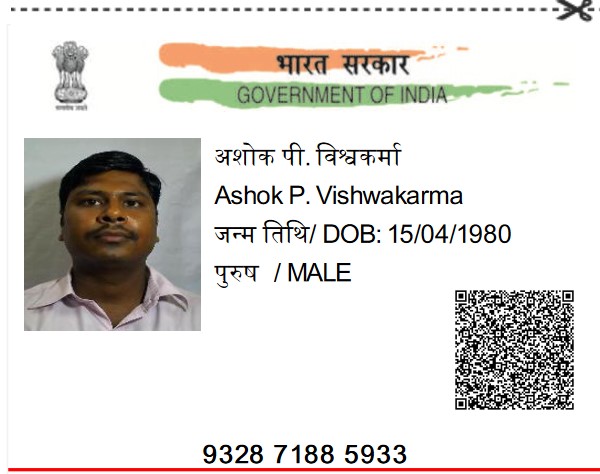 भारत सरकार
GOVERNMENT OF INDIA
अशोक पी. विश्वकर्मा
Ashok P. Vishwakarma
जन्म तिथि/ DOB: 15/04/1980
पुरुष / MALE
9328 7188 5933